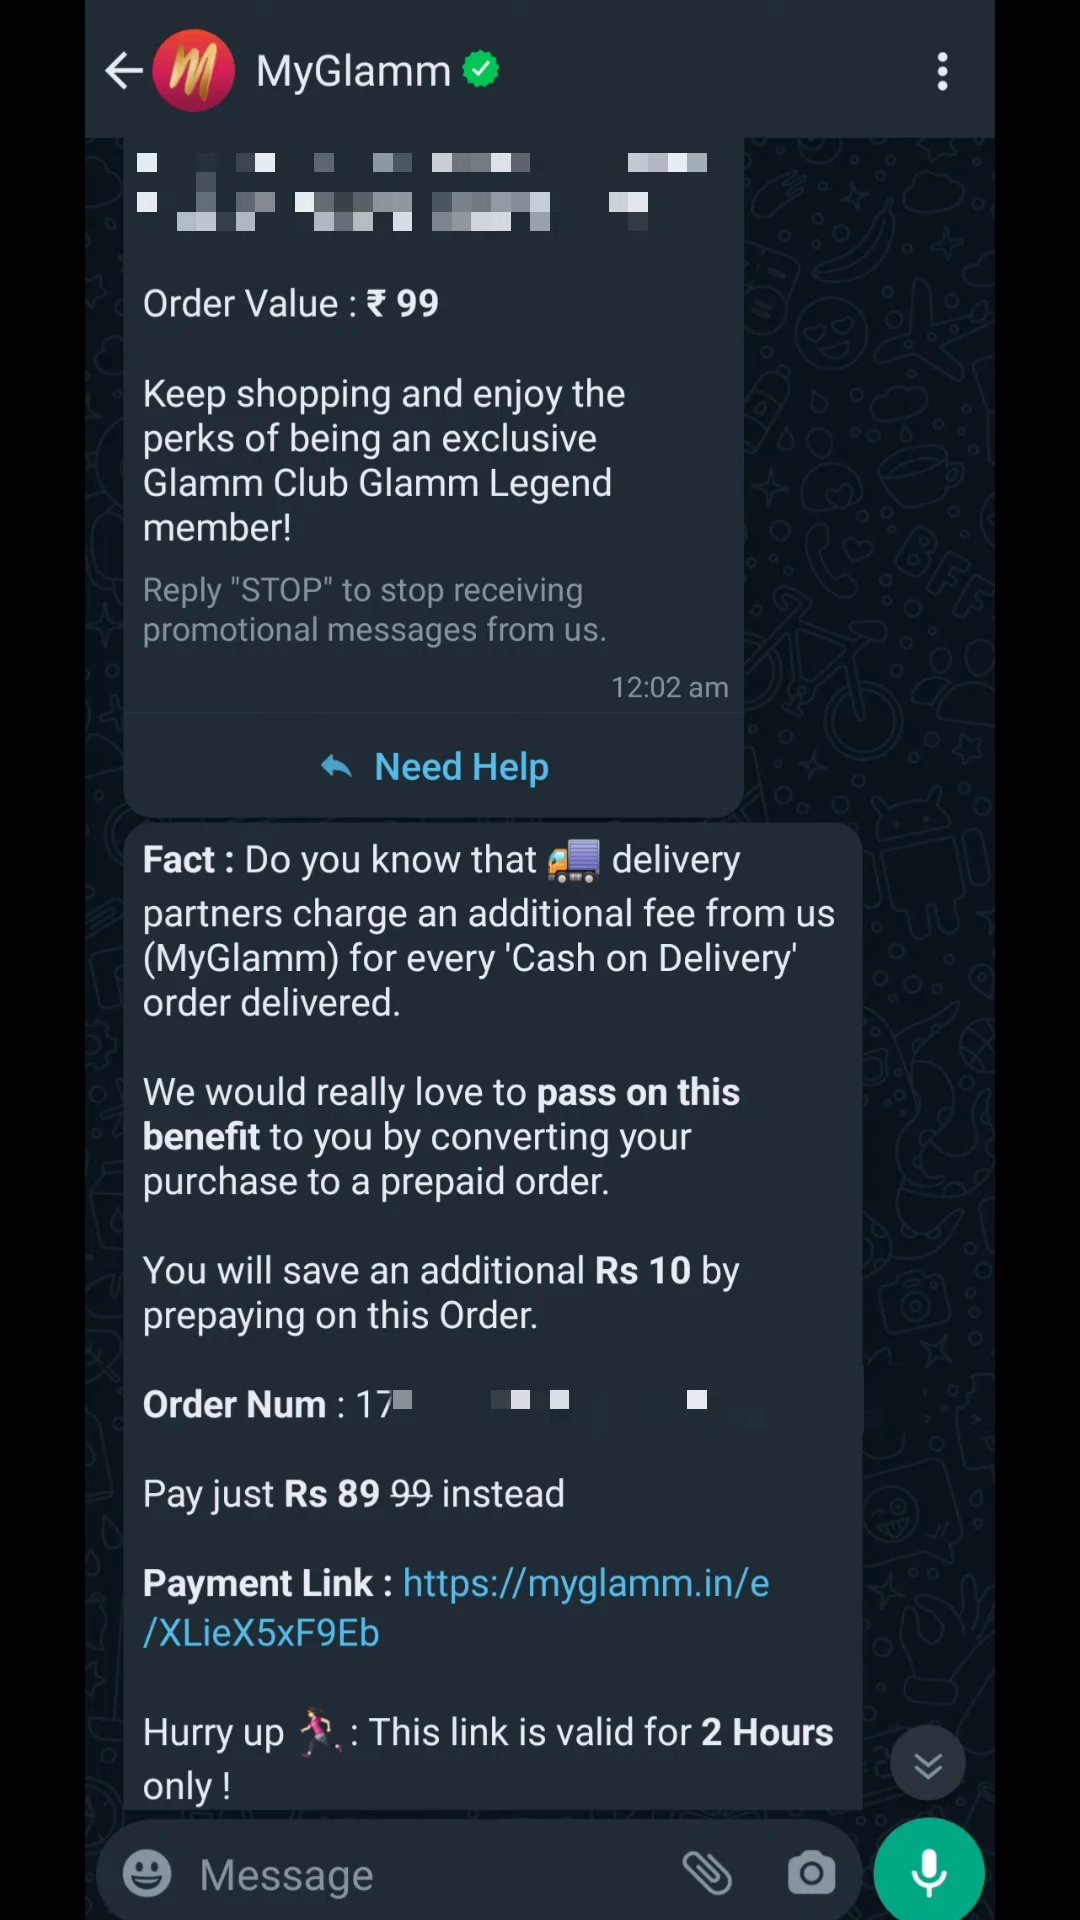 MyGlamm
Order Value : ₹ 99
Keep shopping and enjoy the
perks of being an exclusive
Glamm Club Glamm Legend
member!
Reply "STOP" to stop receiving
promotional messages from us.
12:02 am
Need Help
Fact : Do you know that 🚚 delivery
partners charge an additional fee from us
(MyGlamm) for every 'Cash on Delivery'
order delivered.
We would really love to pass on this
benefit to you by converting your
purchase to a prepaid order.
You will save an additional Rs 10 by
prepaying on this Order.
Order Num : 17
Pay just Rs 89 99 instead
Payment Link : https://myglamm.in/e
/XLieX5xF9Eb
Hurry up 🏃🏻‍♀️ : This link is valid for 2 Hours
only !
Message